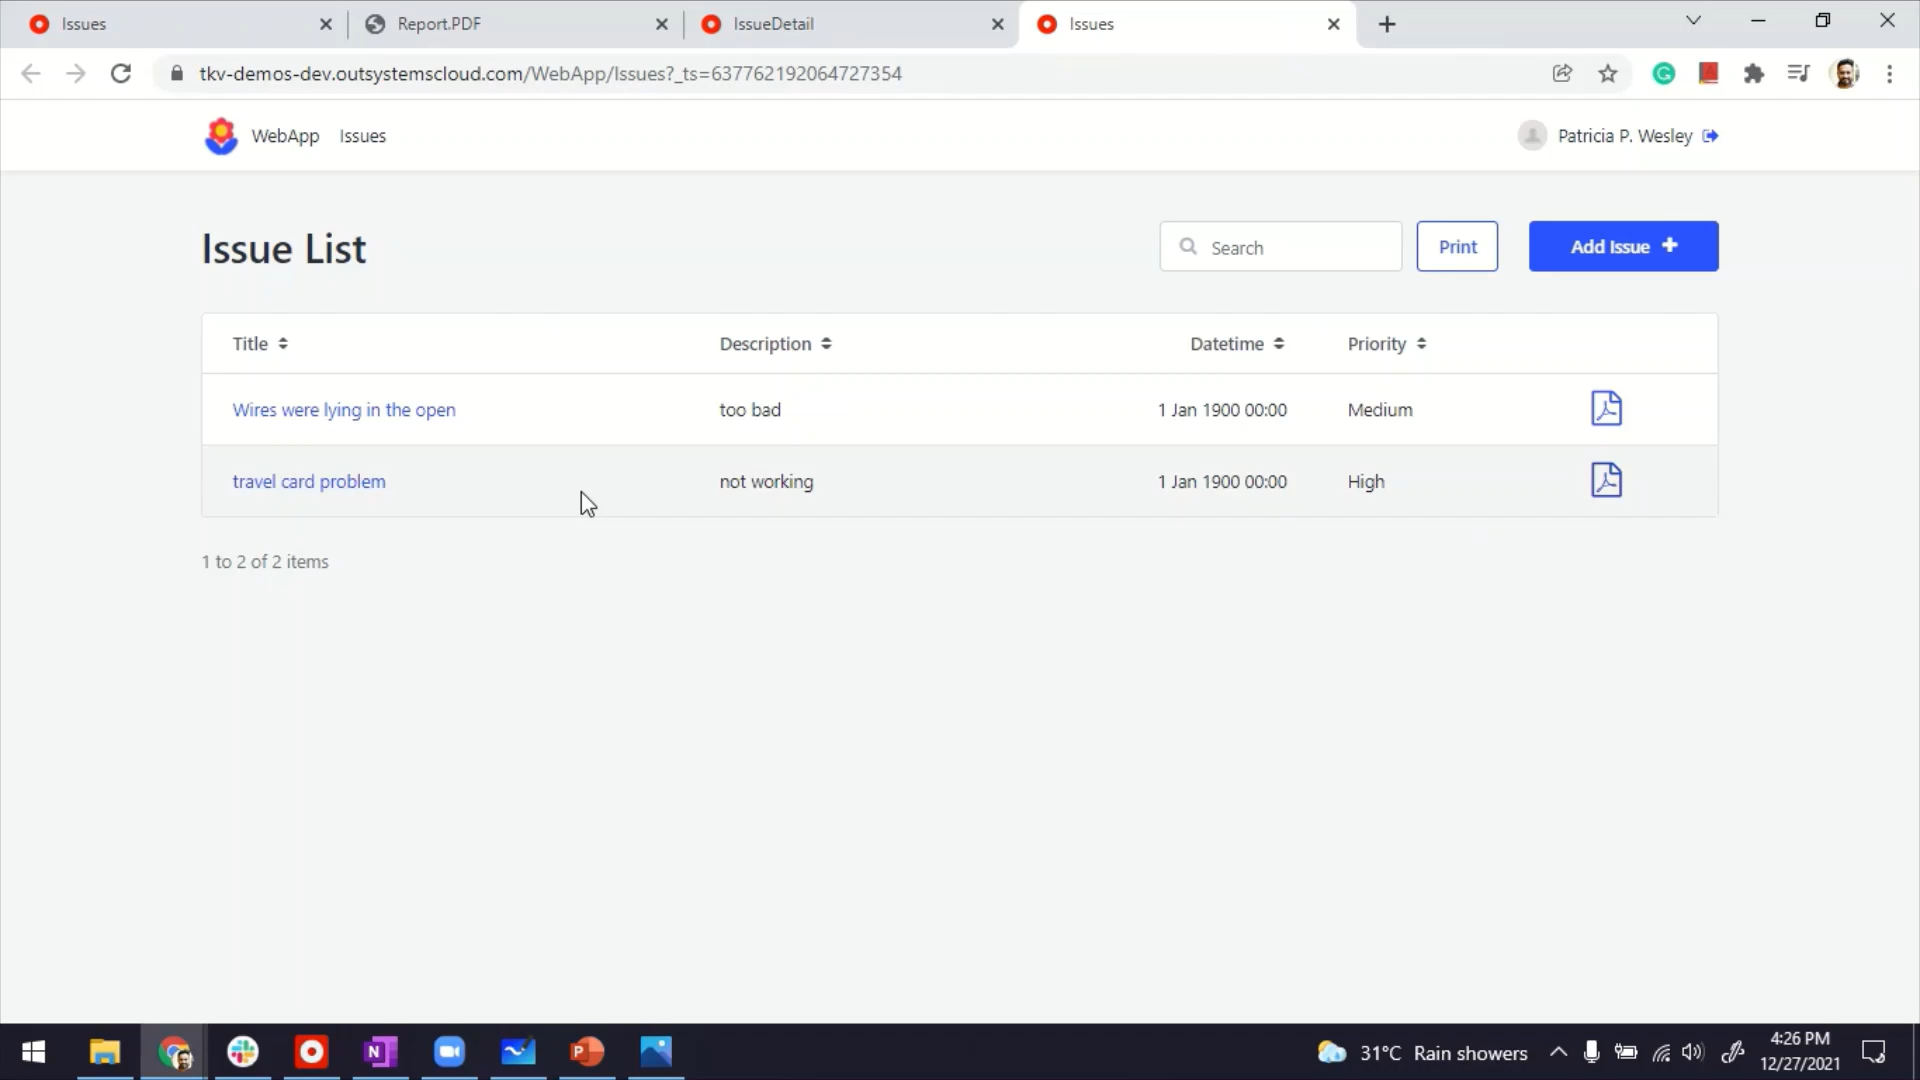 Issues
Report.PDF
IssueDetail
Issues
tkv-demos-dev.outsystemscloud.com/WebApp/Issues?_ts=637762192064727354
WebApp Issues
Patricia P. Wesley
Issue List
Search
Print
Add Issue
Title Description Datetime Priority
Wires were lying in the open too bad 1 Jan 1900 00:00 Medium
travel card problem not working 1 Jan 1900 00:00 High
1 to 2 of 2 items
31°C Rain showers
4:26 PM
12/27/2021